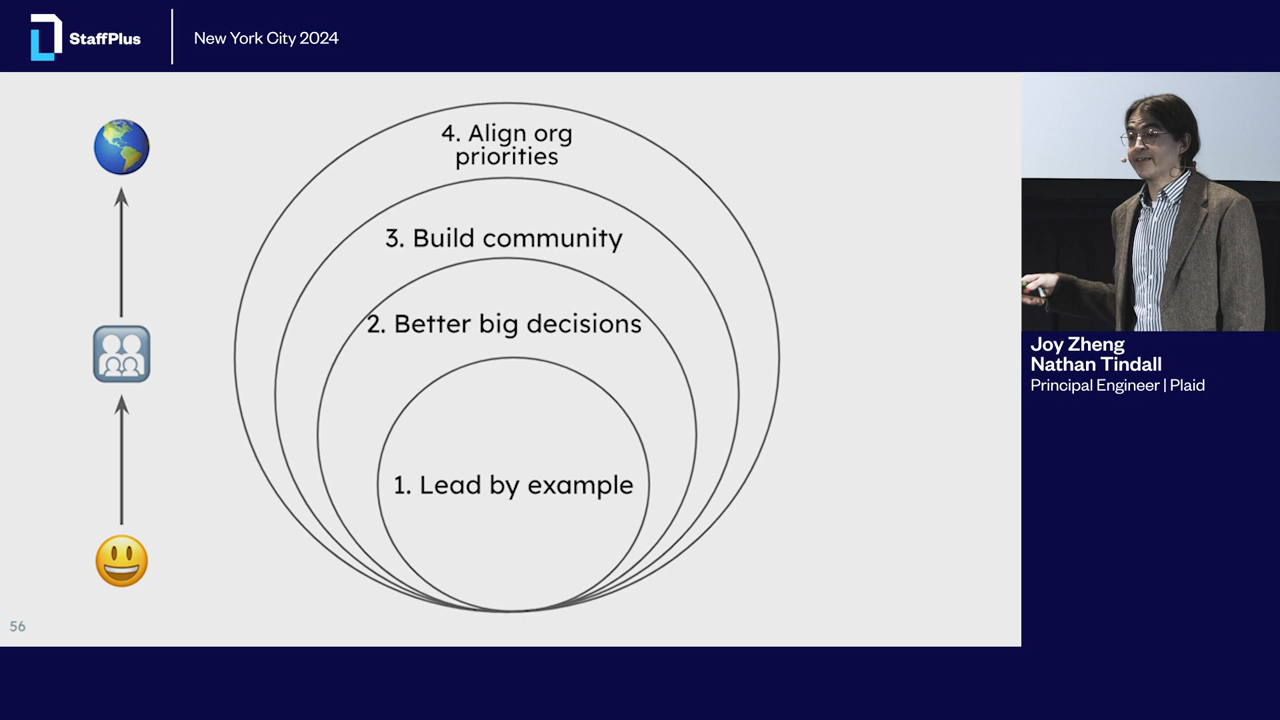 StaffPlus
New York City 2024
4. Align org
priorities
3. Build community
2. Better big decisions
1. Lead by example
56
Joy Zheng
Nathan Tindall
Principal Engineer | Plaid